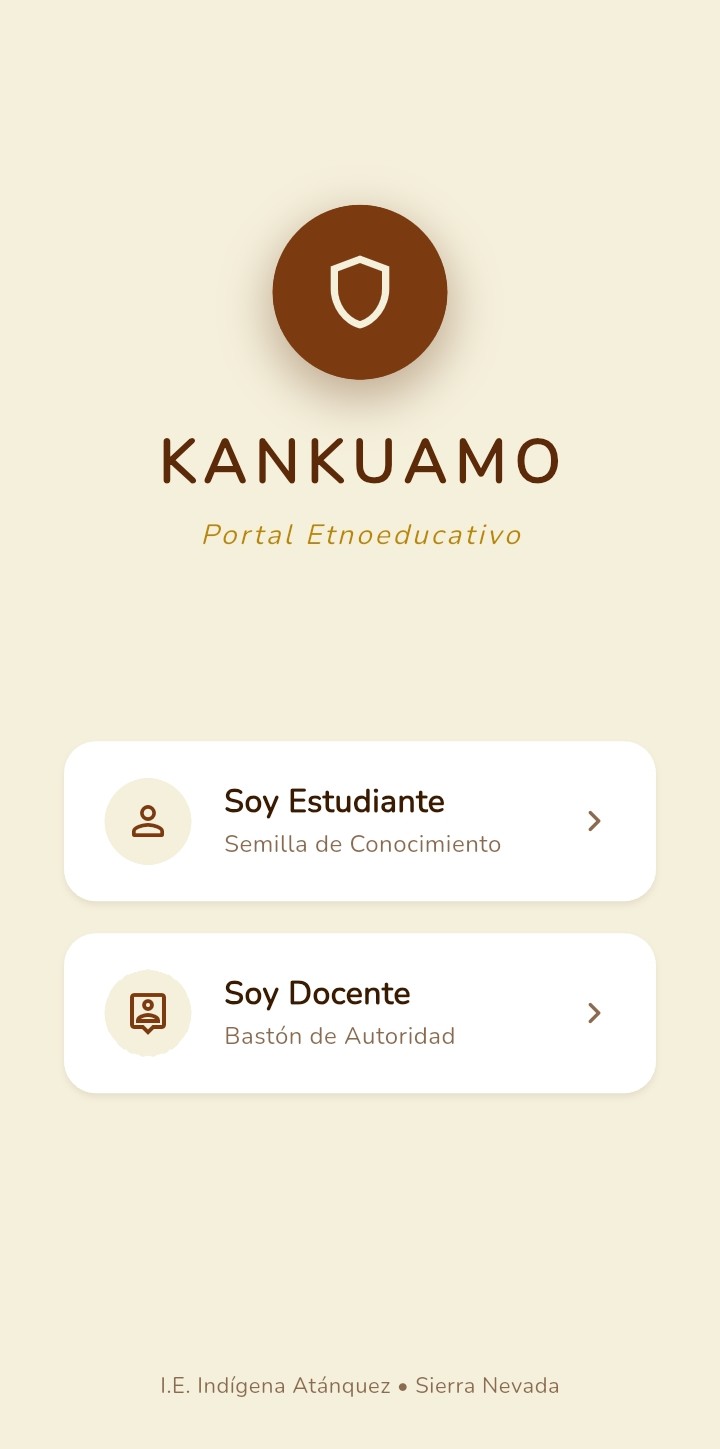 KANKUAMO
Portal Etnoeducativo
Soy Estudiante
Semilla de Conocimiento
Soy Docente
Bastón de Autoridad
I.E. Indígena Atánquez • Sierra Nevada